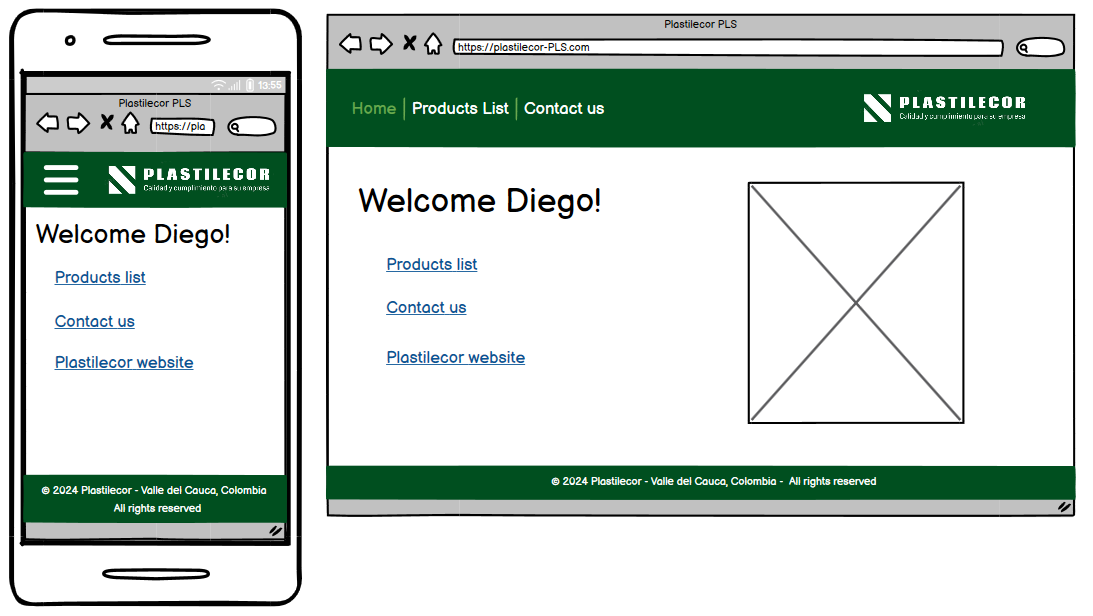 13:55
Plastilecor PLS
https://pla
PLASTILECOR
Calidad y cumplimiento para su empresa
Welcome Diego!
Products list
Contact us
Plastilecor website
© 2024 Plastilecor - Valle del Cauca, Colombia
All rights reserved
Plastilecor PLS
https://plastilecor-PLS.com
Home | Products List | Contact us
PLASTILECOR
Calidad y cumplimiento para su empresa
Welcome Diego!
Products list
Contact us
Plastilecor website
© 2024 Plastilecor - Valle del Cauca, Colombia - All rights reserved